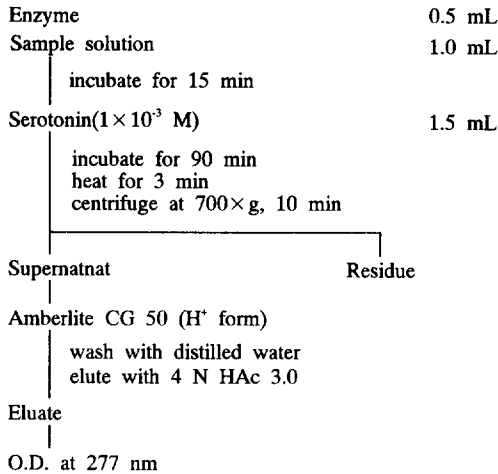 Enzyme 0.5 mL
Sample solution 1.0 mL
incubate for 15 min
Serotonin(1×10⁻³ M) 1.5 mL
incubate for 90 min
heat for 3 min
centrifuge at 700×g, 10 min
Supernatnat Residue
Amberlite CG 50 (H⁺ form)
wash with distilled water
elute with 4 N HAc 3.0
Eluate
O.D. at 277 nm